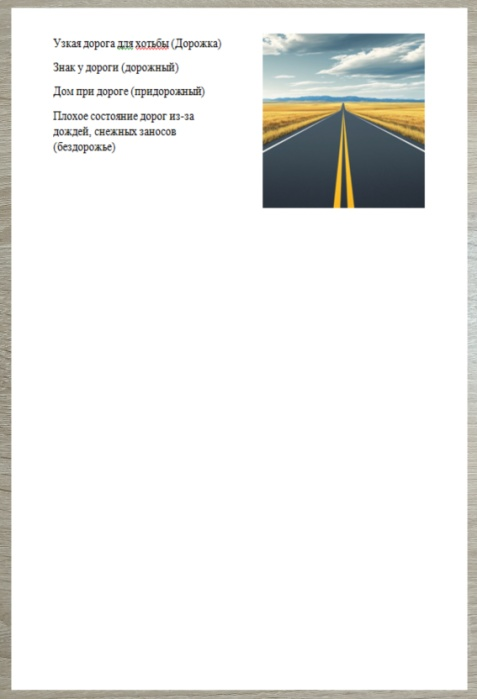 Узкая дорога для хотьбы (Дорожка)
Знак у дороги (дорожный)
Дом при дороге (придорожный)
Плохое состояние дорог из-за
дождей, снежных заносов
(бездорожье)